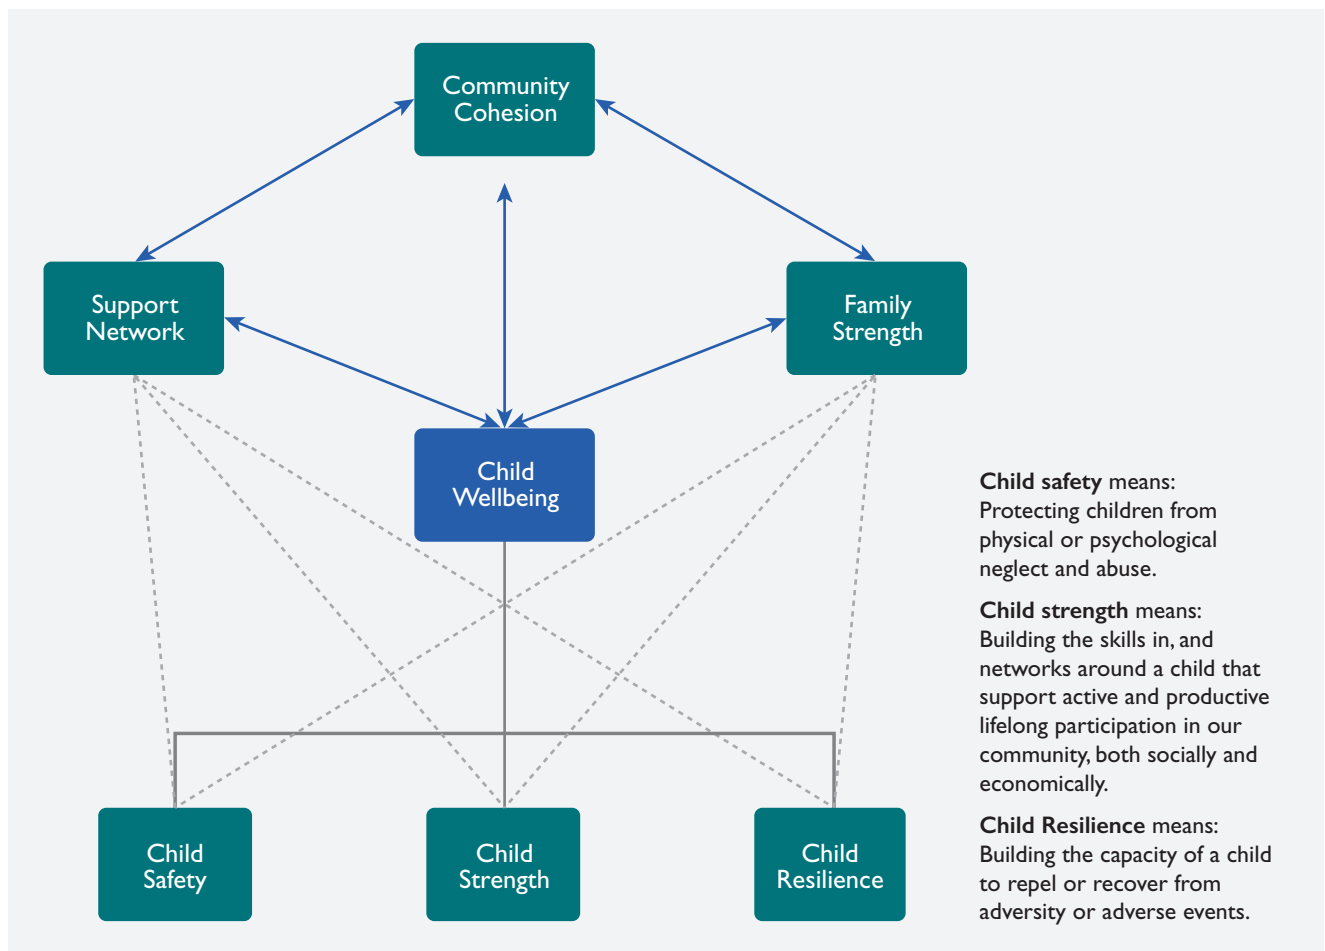 Community
Cohesion
Support
Network
Family
Strength
Child
Wellbeing
Child
Safety
Child
Strength
Child
Resilience
Child safety means:
Protecting children from
physical or psychological
neglect and abuse.
Child strength means:
Building the skills in, and
networks around a child that
support active and productive
lifelong participation in our
community, both socially and
economically.
Child Resilience means:
Building the capacity of a child
to repel or recover from
adversity or adverse events.